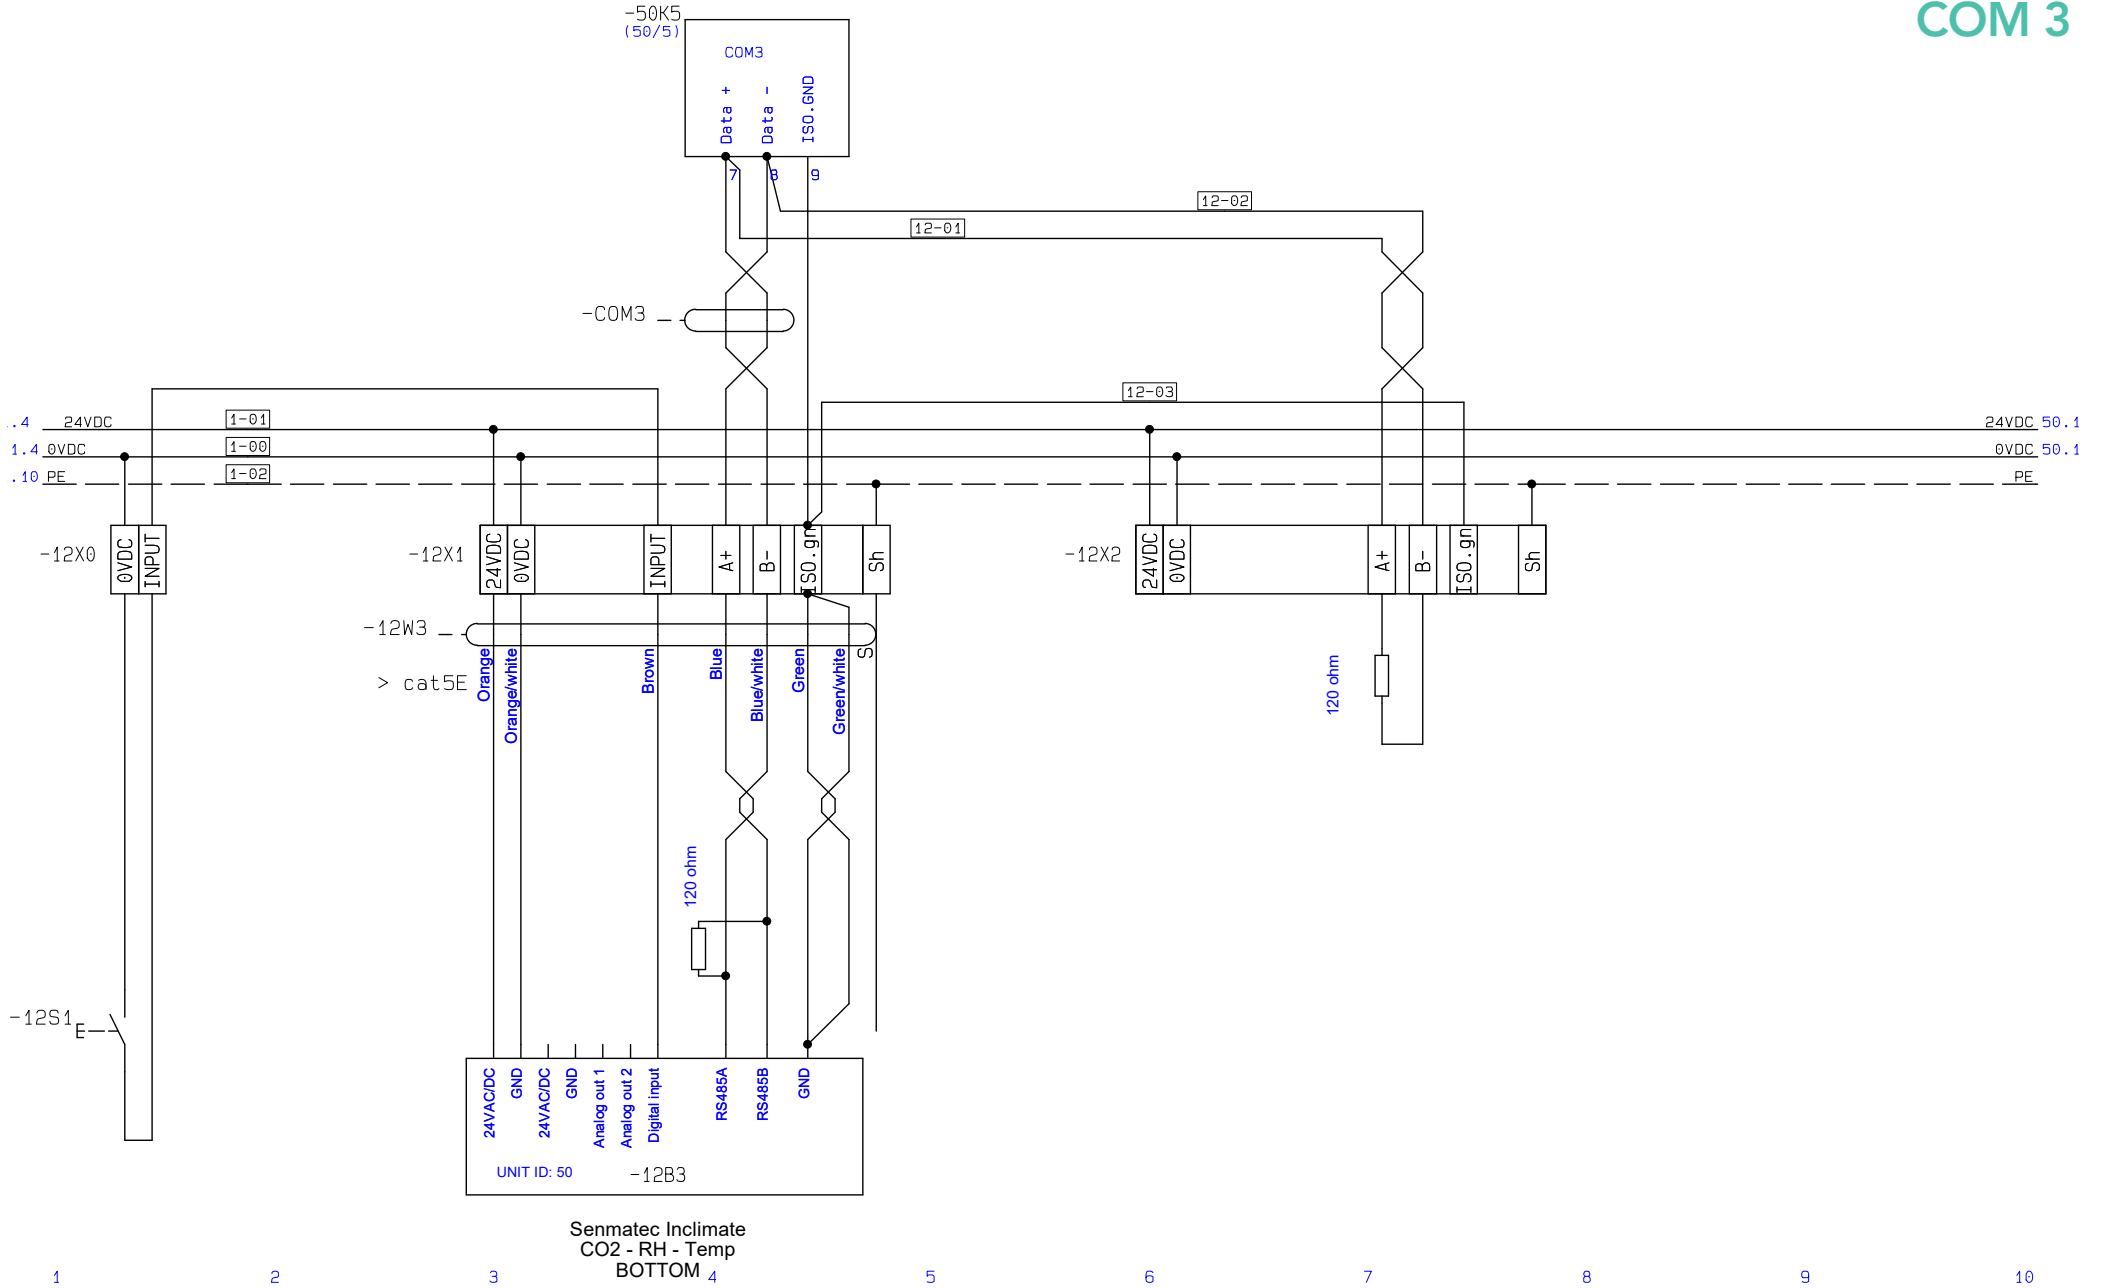 COM 3
-50K5
(50/5)
COM3
Data +
Data -
ISO.GND
7
8
9
12-02
12-01
-COM3
12-03
.4
24VDC
1-01
24VDC
50.1
1.4
0VDC
1-00
0VDC
50.1
.10
PE
1-02
PE
-12X0
0VDC
INPUT
-12X1
24VDC
0VDC
INPUT
A+
B-
ISO.gn
Sh
-12X2
24VDC
0VDC
A+
B-
ISO.gn
Sh
-12W3
> cat5E
Orange
Orange/white
Brown
Blue
Blue/white
Green
Green/white
S
120 ohm
120 ohm
-12S1
E
24VAC/DC
GND
24VAC/DC
GND
Analog out 1
Analog out 2
Digital input
RS485A
RS485B
GND
UNIT ID: 50
-12B3
Senmatec Inclimate
CO2 - RH - Temp
BOTTOM
1
2
3
4
5
6
7
8
9
10